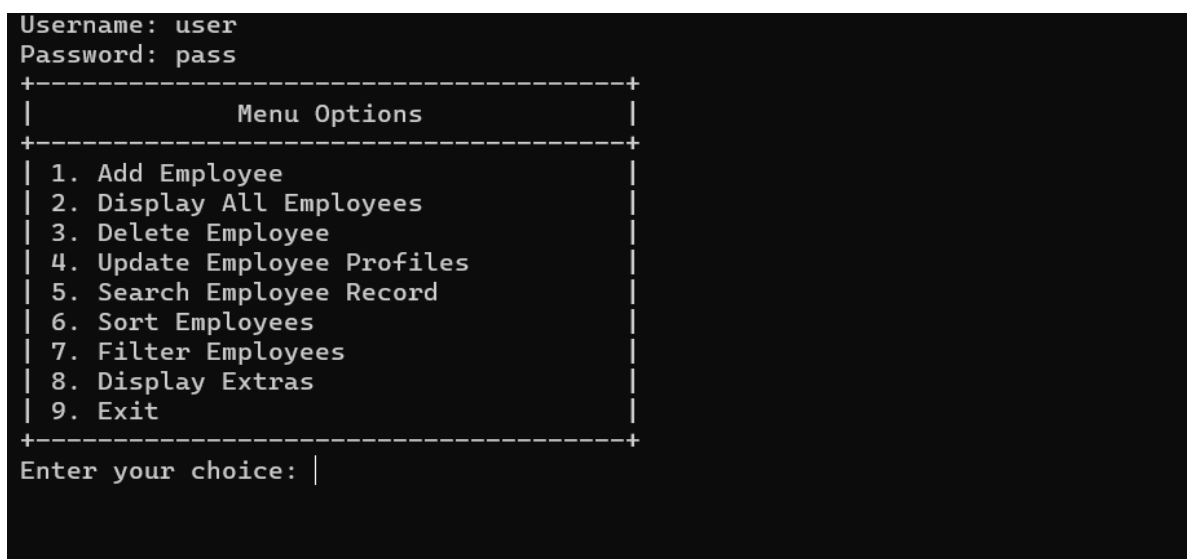 Username: user
Password: pass
+--------------------------------------+
| Menu Options |
+--------------------------------------+
| 1. Add Employee |
| 2. Display All Employees |
| 3. Delete Employee |
| 4. Update Employee Profiles |
| 5. Search Employee Record |
| 6. Sort Employees |
| 7. Filter Employees |
| 8. Display Extras |
| 9. Exit |
+--------------------------------------+
Enter your choice: